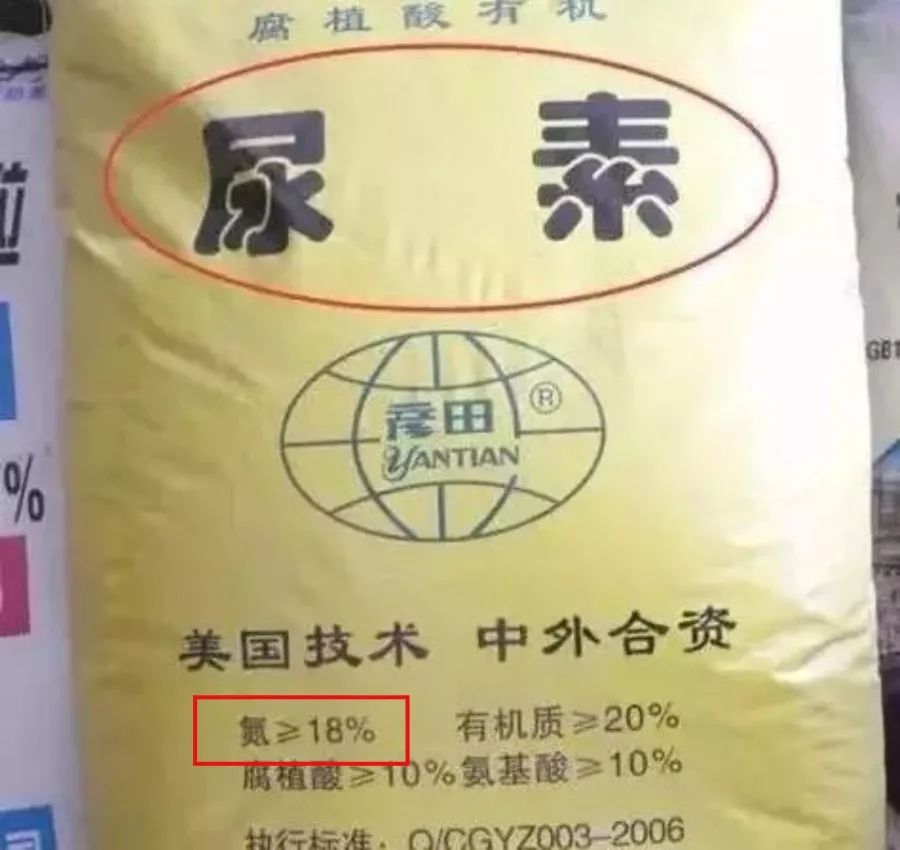 腐植酸有机
尿素
彦田®
YANTIAN
美国技术 中外合资
氮≥18% 有机质≥20%
腐植酸≥10% 氨基酸≥10%
执行标准: Q/CGYZ003-2006
%
GB1